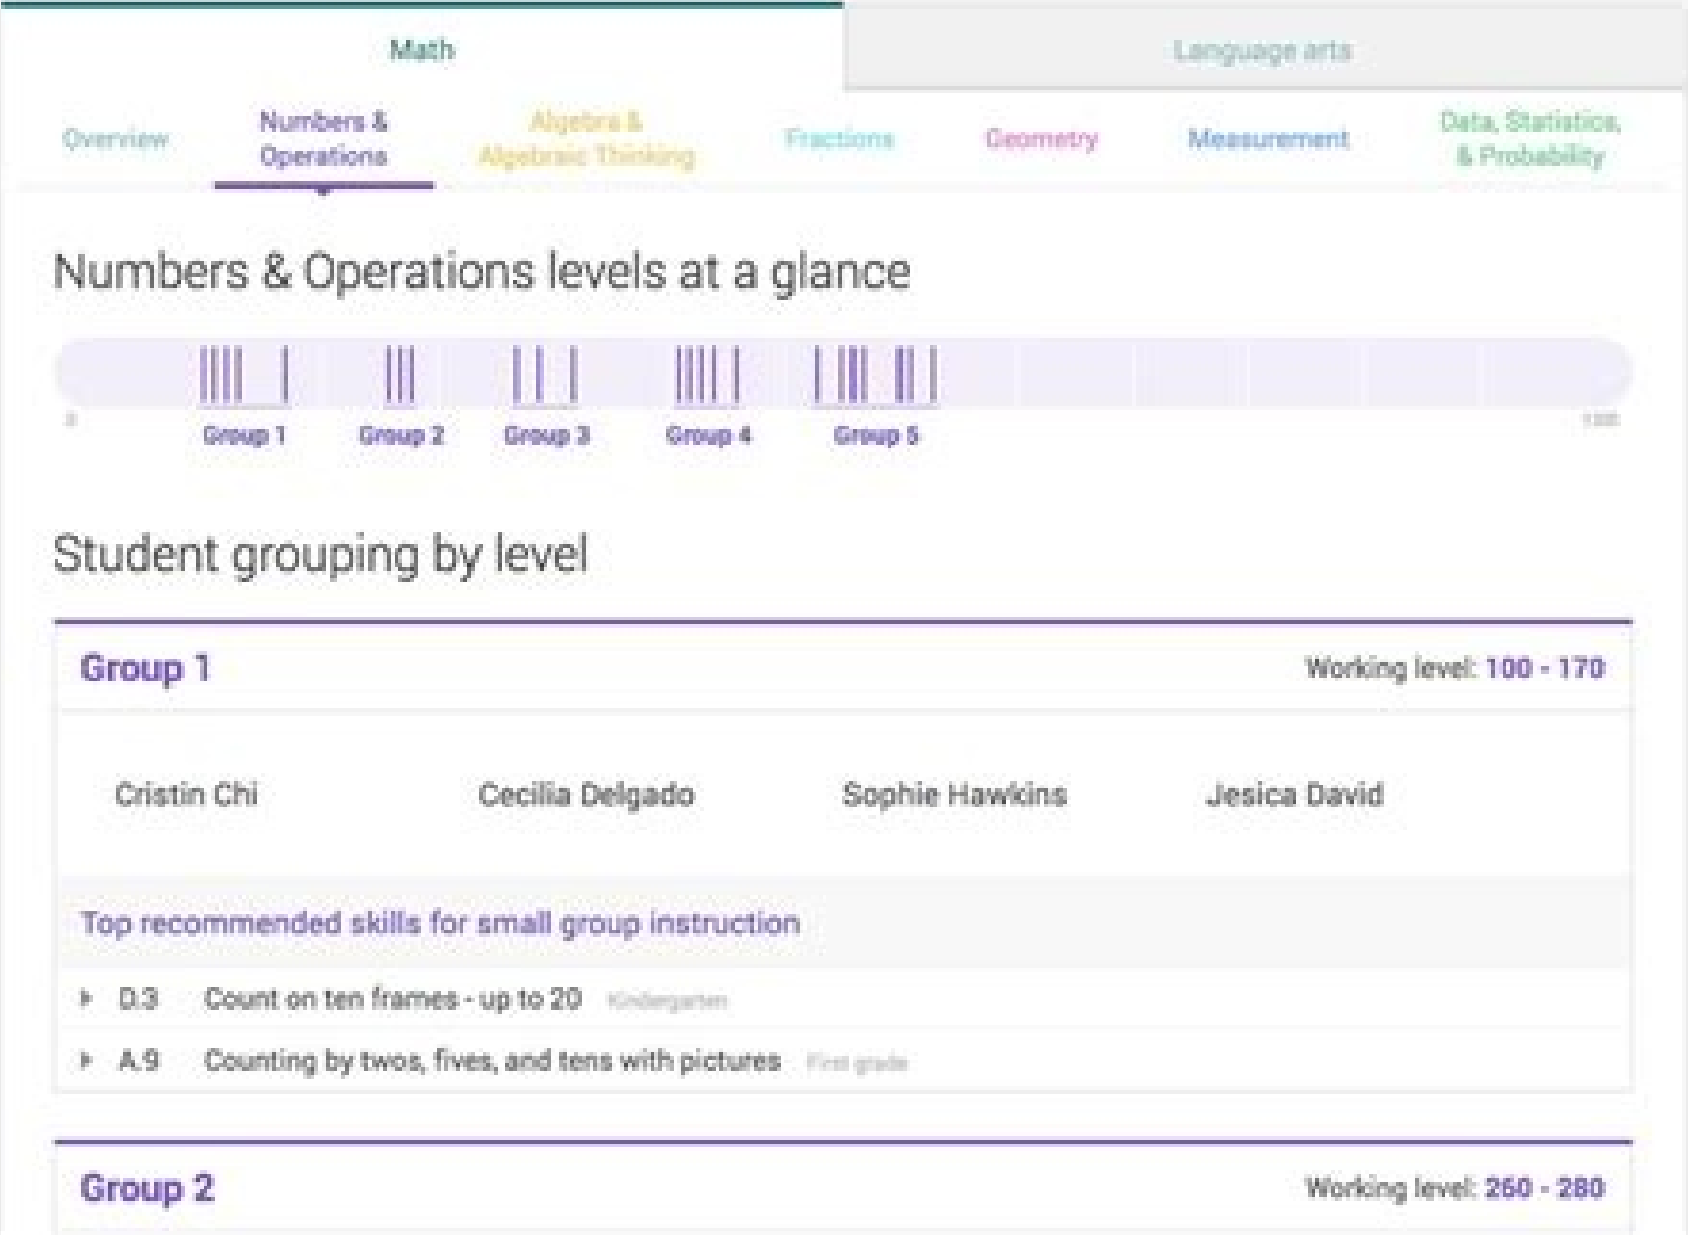 Math
Language arts
Overview
Numbers &
Operations
Algebra &
Algebraic Thinking
Fractions
Geometry
Measurement
Data, Statistics,
& Probability
Numbers & Operations levels at a glance
Group 1
Group 2
Group 3
Group 4
Group 5
Student grouping by level
Group 1
Working level: 100 - 170
Cristin Chi
Cecilia Delgado
Sophie Hawkins
Jesica David
Top recommended skills for small group instruction
D.3 Count on ten frames - up to 20 Kindergarten
A.9 Counting by twos, fives, and tens with pictures First grade
Group 2
Working level: 260 - 280